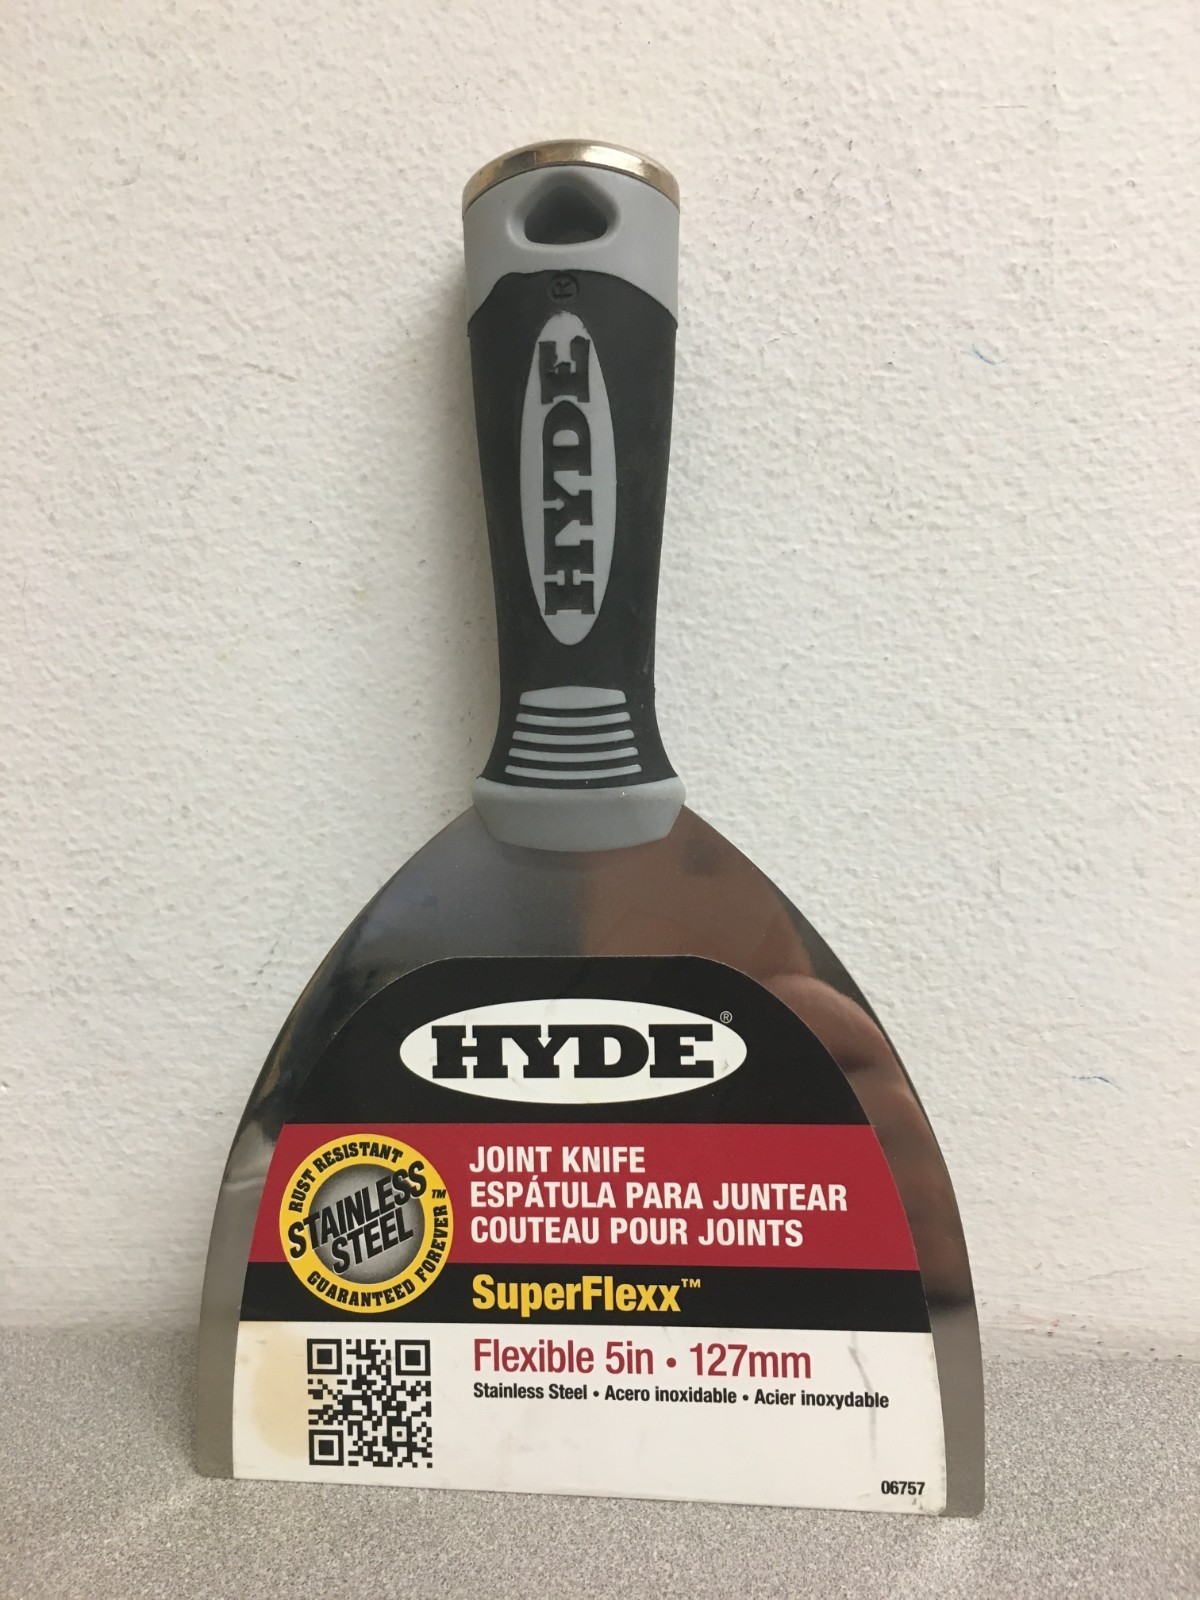 ®
HYDE
HYDE®
JOINT KNIFE
ESPÁTULA PARA JUNTEAR
COUTEAU POUR JOINTS
RUST RESISTANT
STAINLESS
STEEL
GUARANTEED FOREVER™
SuperFlexx™
Flexible 5in • 127mm
Stainless Steel • Acero inoxidable • Acier inoxydable
06757